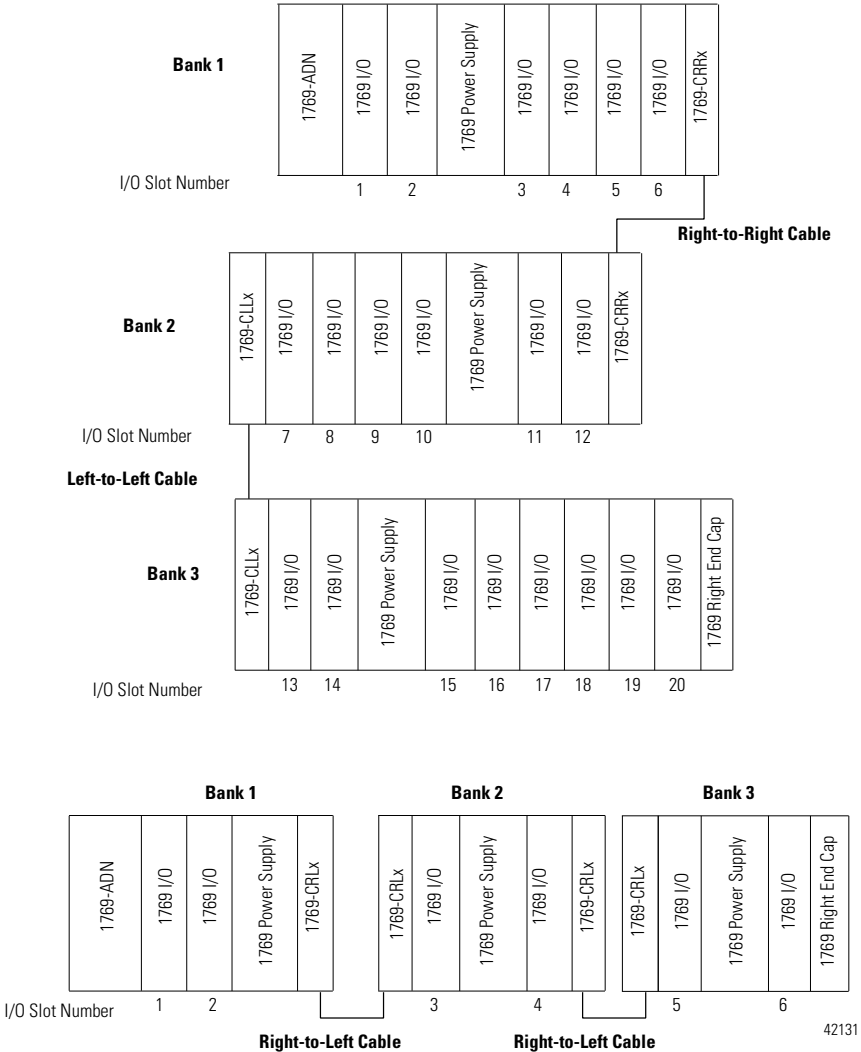 Bank 1
1769-ADN
1769 I/O
1769 I/O
1769 Power Supply
1769 I/O
1769 I/O
1769 I/O
1769 I/O
1769-CRRx
I/O Slot Number
1 2 3 4 5 6
Right-to-Right Cable
Bank 2
1769-CLLx
1769 I/O
1769 I/O
1769 I/O
1769 I/O
1769 Power Supply
1769 I/O
1769 I/O
1769-CRRx
I/O Slot Number
7 8 9 10 11 12
Left-to-Left Cable
Bank 3
1769-CLLx
1769 I/O
1769 I/O
1769 Power Supply
1769 I/O
1769 I/O
1769 I/O
1769 I/O
1769 I/O
1769 I/O
1769 Right End Cap
I/O Slot Number
13 14 15 16 17 18 19 20
Bank 1
Bank 2
Bank 3
1769-ADN
1769 I/O
1769 I/O
1769 Power Supply
1769-CRLx
1769-CRLx
1769 I/O
1769 Power Supply
1769 I/O
1769-CRLx
1769-CRLx
1769 I/O
1769 Power Supply
1769 I/O
1769 Right End Cap
I/O Slot Number
1 2 3 4 5 6
Right-to-Left Cable
Right-to-Left Cable
42131